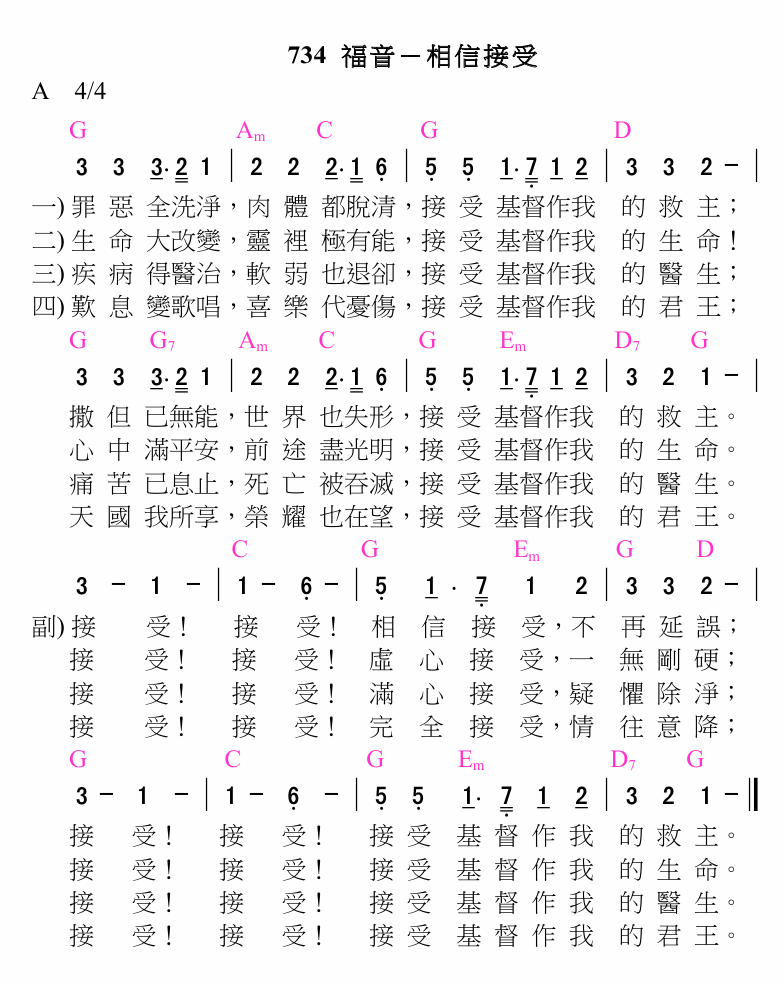 734 福音－相信接受
A 4/4
G Am C G D
3 3 3· 2 1 | 2 2 2· 1 6 | 5 5 1· 7 1 2 | 3 3 2 － |
一) 罪 惡 全洗淨，肉 體 都脫清，接 受 基督作我 的 救 主；
二) 生 命 大改變，靈 裡 極有能，接 受 基督作我 的 生 命！
三) 疾 病 得醫治，軟 弱 也退卻，接 受 基督作我 的 醫 生；
四) 歎 息 變歌唱，喜 樂 代憂傷，接 受 基督作我 的 君 王；
G G7 Am C G Em D7 G
3 3 3· 2 1 | 2 2 2· 1 6 | 5 5 1· 7 1 2 | 3 2 1 － |
撒 但 已無能，世 界 也失形，接 受 基督作我 的 救 主。
心 中 滿平安，前 途 盡光明，接 受 基督作我 的 生 命。
痛 苦 已息止，死 亡 被吞滅，接 受 基督作我 的 醫 生。
天 國 我所享，榮 耀 也在望，接 受 基督作我 的 君 王。
C G Em G D
3 － 1 － | 1 － 6 － | 5 1 · 7 1 2 | 3 3 2 － |
副) 接 受！ 接 受！ 相 信 接 受，不 再 延 誤；
接 受！ 接 受！ 虛 心 接 受，一 無 剛 硬；
接 受！ 接 受！ 滿 心 接 受，疑 懼 除 淨；
接 受！ 接 受！ 完 全 接 受，情 往 意 降；
G C G Em D7 G
3 － 1 － | 1 － 6 － | 5 5 1· 7 1 2 | 3 2 1 － ‖
接 受！ 接 受！ 接 受 基 督 作 我 的 救 主。
接 受！ 接 受！ 接 受 基 督 作 我 的 生 命。
接 受！ 接 受！ 接 受 基 督 作 我 的 醫 生。
接 受！ 接 受！ 接 受 基 督 作 我 的 君 王。